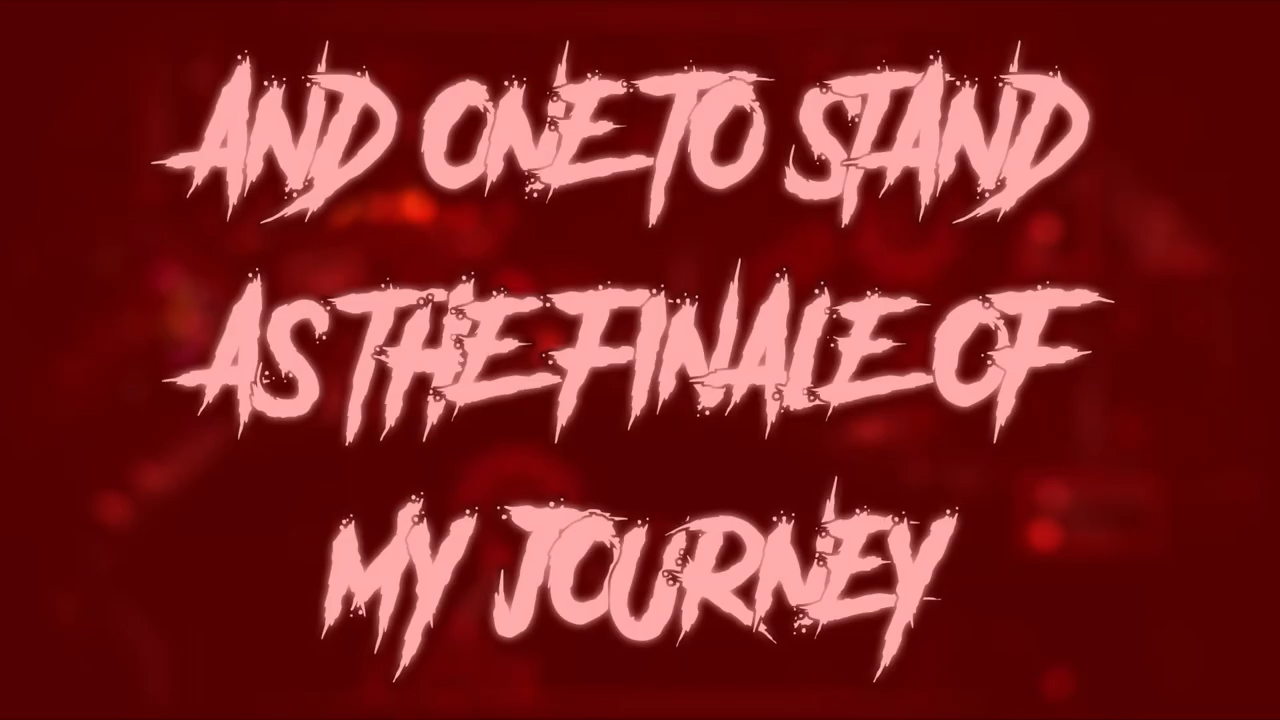 AND ONE TO STAND
AS THE FINALE OF
MY JOURNEY